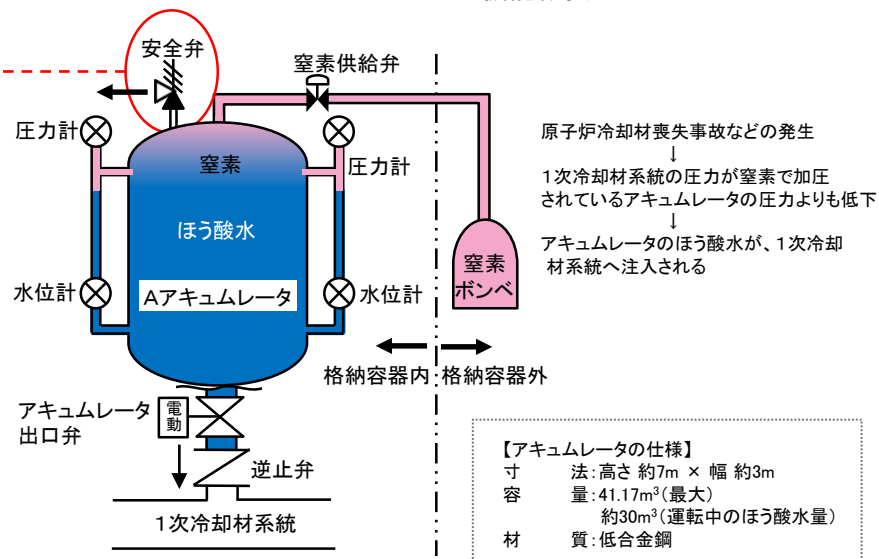 安全弁
窒素供給弁
圧力計
圧力計
窒素
ほう酸水
Aアキュムレータ
水位計
水位計
窒素
ボンベ
原子炉冷却材喪失事故などの発生
↓
1次冷却材系統の圧力が窒素で加圧
されているアキュムレータの圧力よりも低下
↓
アキュムレータのほう酸水が、1次冷却
材系統へ注入される
格納容器内
格納容器外
アキュムレータ
出口弁
電動
逆止弁
1次冷却材系統
【アキュムレータの仕様】
寸　　法:高さ 約7m × 幅 約3m
容　　量:41.17m³(最大)
約30m³(運転中のほう酸水量)
材　　質:低合金鋼